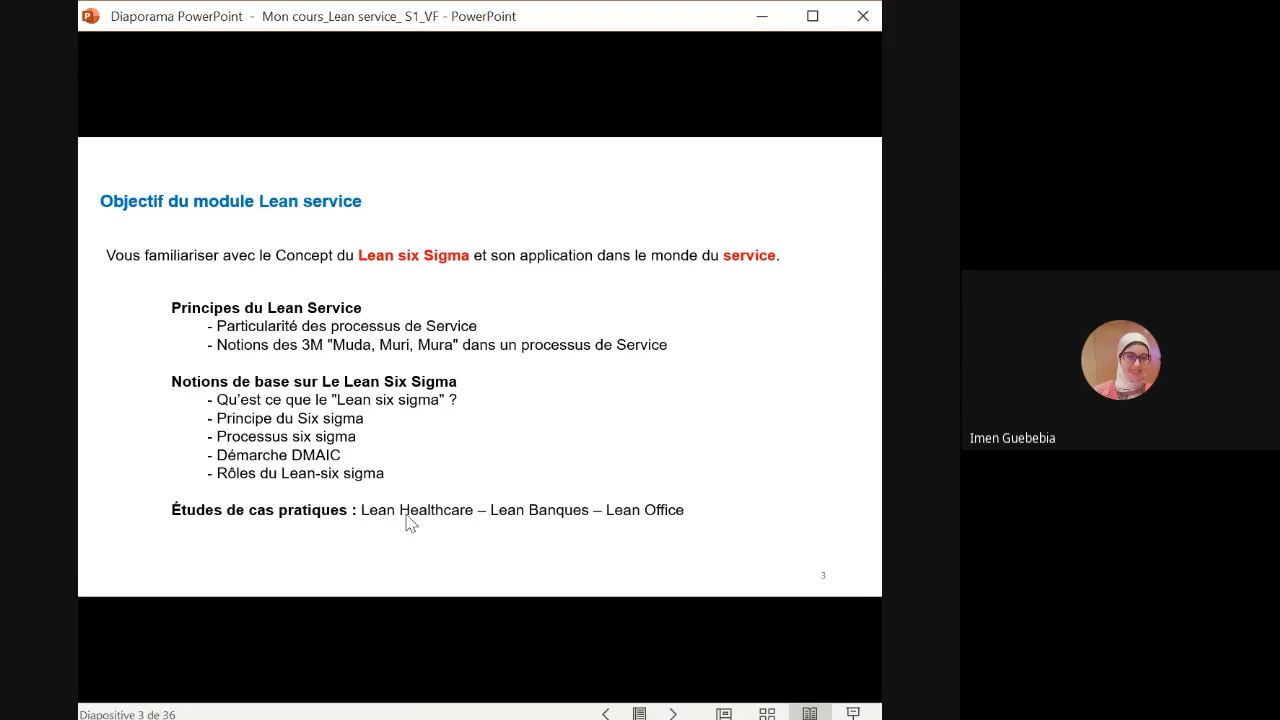 Diaporama PowerPoint - Mon cours_Lean service_ S1_VF - PowerPoint
Objectif du module Lean service
Vous familiariser avec le Concept du Lean six Sigma et son application dans le monde du service.
Principes du Lean Service
- Particularité des processus de Service
- Notions des 3M "Muda, Muri, Mura" dans un processus de Service
Notions de base sur Le Lean Six Sigma
- Qu’est ce que le "Lean six sigma" ?
- Principe du Six sigma
- Processus six sigma
- Démarche DMAIC
- Rôles du Lean-six sigma
Études de cas pratiques : Lean Healthcare – Lean Banques – Lean Office
3
Imen Guebebia
Diapositive 3 de 36